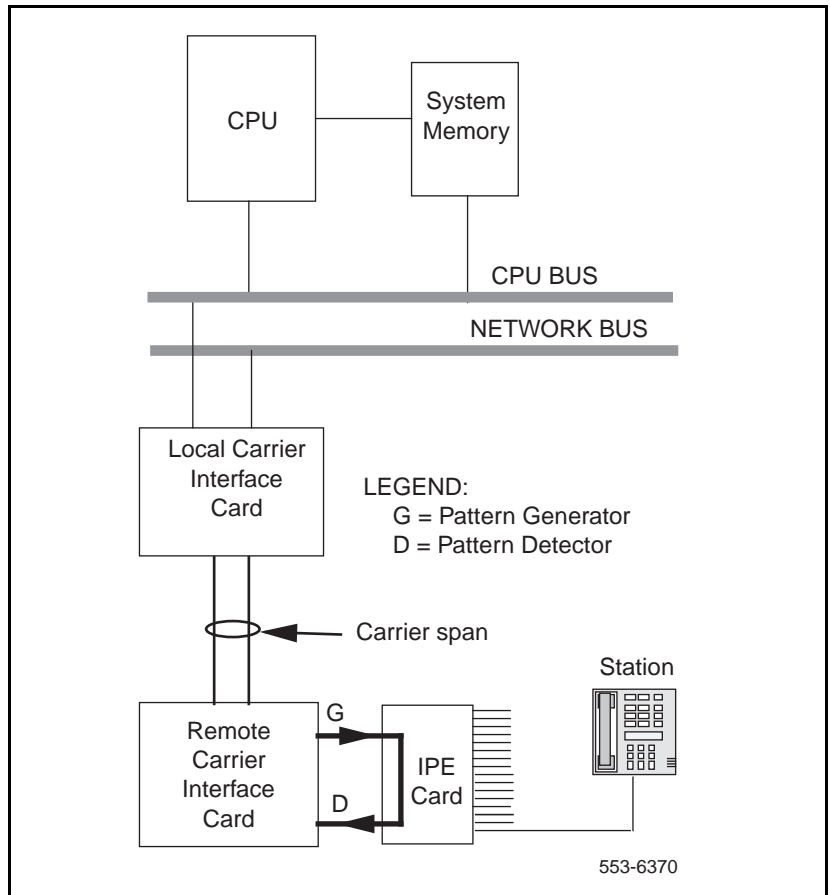 CPU
System
Memory
CPU BUS
NETWORK BUS
Local Carrier
Interface
Card
LEGEND:
G = Pattern Generator
D = Pattern Detector
Carrier span
Station
Remote
Carrier
Interface
Card
G
D
IPE
Card
553-6370